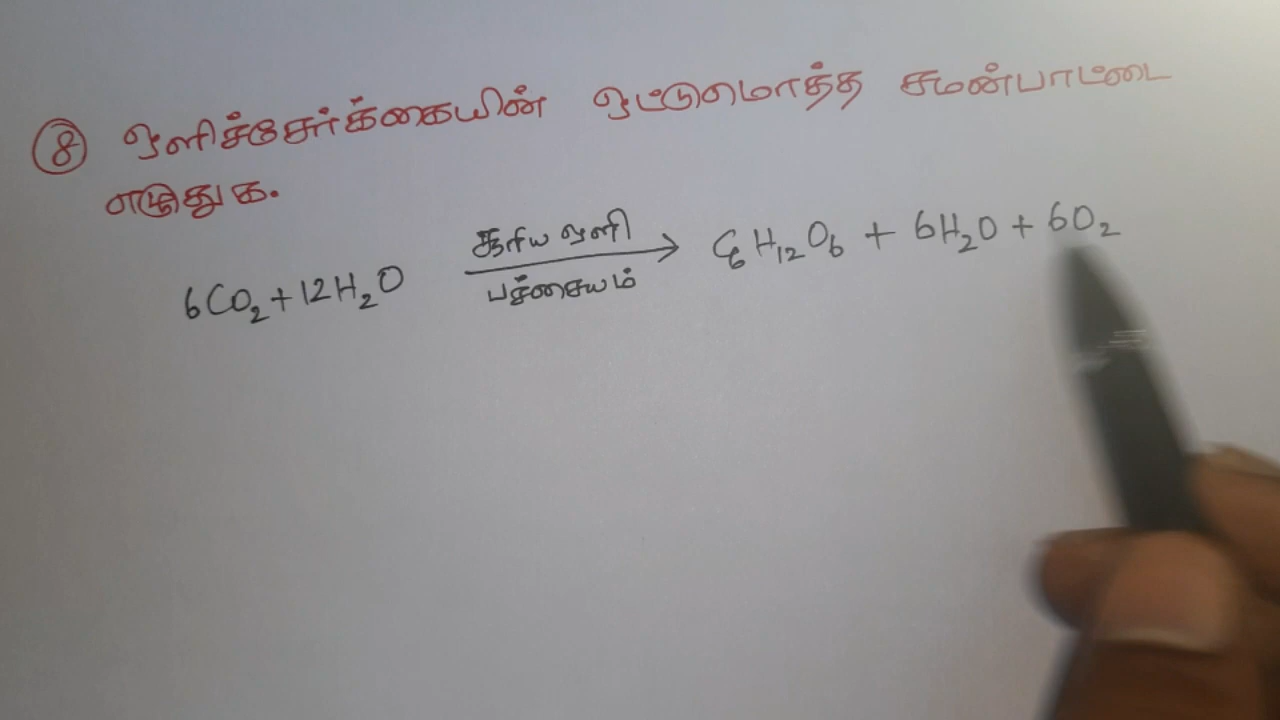 ⑧ ஒளிச்சேர்க்கையின் ஒட்டுமொத்த சமன்பாட்டை
எழுதுக.
சூரிய ஒளி
6CO₂+12H₂O ⟶ C₆H₁₂O₆ + 6H₂O + 6O₂
பச்சையம்